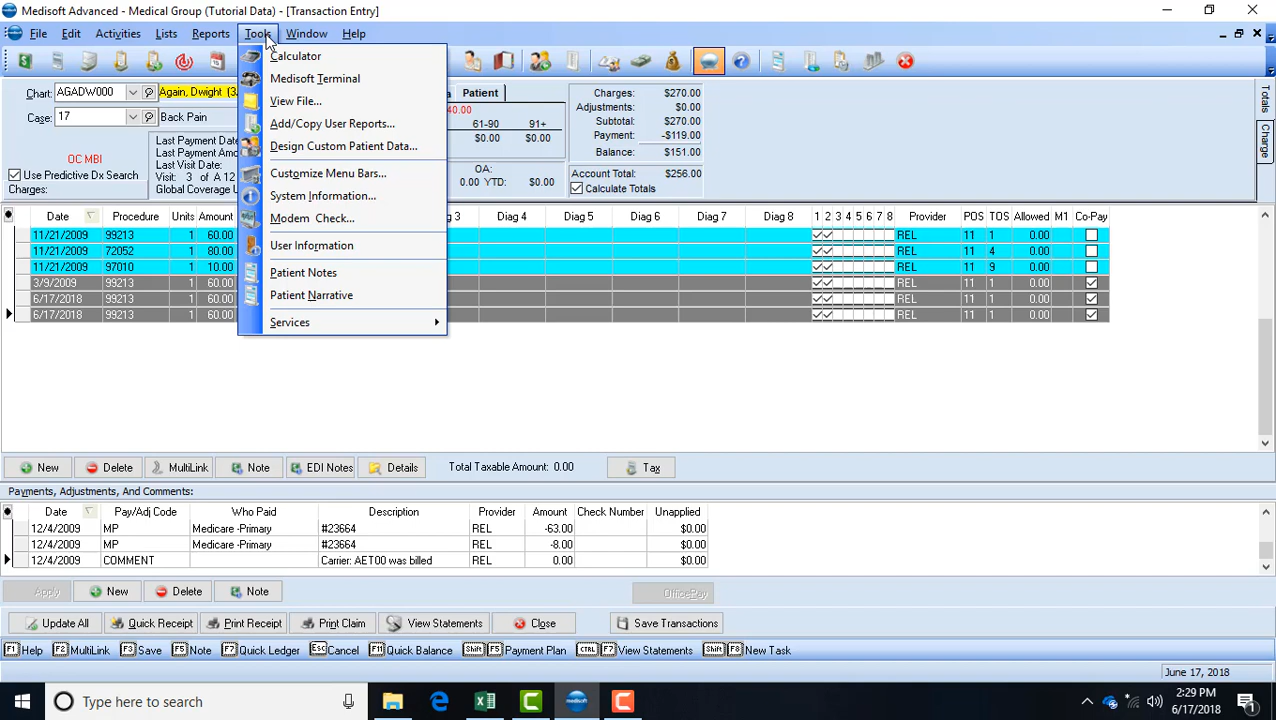 Medisoft Advanced - Medical Group (Tutorial Data) - [Transaction Entry]
File Edit Activities Lists Reports Tools Window Help
Calculator
Medisoft Terminal
View File...
Add/Copy User Reports...
Design Custom Patient Data...
Customize Menu Bars...
System Information...
Modem Check...
User Information
Patient Notes
Patient Narrative
Services
Chart: AGADW000 Again, Dwight (3
Case: 17 Back Pain
OC MBI
Use Predictive Dx Search
Charges:
Last Payment Date
Last Visit Date:
Visit: 3 of A 12
Global Coverage U
Patient
40.00
61-90 91+
$0.00 $0.00
OA:
0.00 YTD: $0.00
Charges: $270.00
Adjustments: $0.00
Subtotal: $270.00
Payment: -$119.00
Balance: $151.00
Account Total: $256.00
Calculate Totals
Totals
Charge
Date Procedure Units Amount g 3 Diag 4 Diag 5 Diag 6 Diag 7 Diag 8 1 2 3 4 5 6 7 8 Provider POS TOS Allowed M1 Co-Pay
11/21/2009 99213 1 60.00 REL 11 1 0.00
11/21/2009 72052 1 80.00 REL 11 4 0.00
11/21/2009 97010 1 10.00 REL 11 9 0.00
3/9/2009 99213 1 60.00 REL 11 1 0.00
6/17/2018 99213 1 60.00 REL 11 1 0.00
6/17/2018 99213 1 60.00 REL 11 1 0.00
New Delete MultiLink Note EDI Notes Details Total Taxable Amount: 0.00 Tax
Payments, Adjustments, And Comments:
Date Pay/Adj Code Who Paid Description Provider Amount Check Number Unapplied
12/4/2009 MP Medicare -Primary #23664 REL -63.00 $0.00
12/4/2009 MP Medicare -Primary #23664 REL -8.00 $0.00
12/4/2009 COMMENT Carrier: AET00 was billed REL 0.00 $0.00
Apply New Delete Note OfficePay
Update All Quick Receipt Print Receipt Print Claim View Statements Close Save Transactions
F1 Help F2 MultiLink F3 Save F5 Note F7 Quick Ledger Esc Cancel F11 Quick Balance Shift F5 Payment Plan CTRL F7 View Statements Shift F8 New Task
June 17, 2018
Type here to search
2:29 PM
6/17/2018